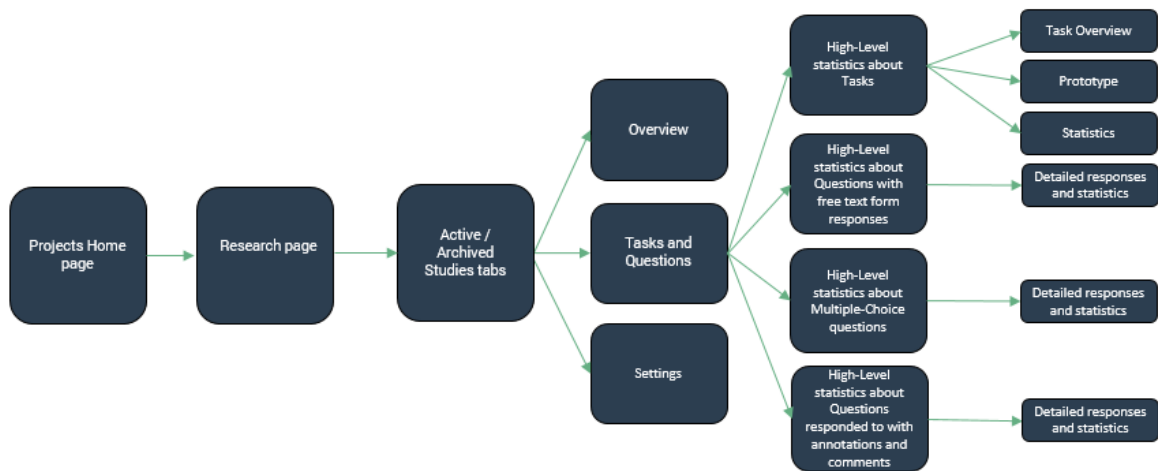 Projects Home
page
Research page
Active /
Archived
Studies tabs
Overview
Tasks and
Questions
Settings
High-Level
statistics about
Tasks
High-Level
statistics about
Questions with
free text form
responses
High-Level
statistics about
Multiple-Choice
questions
High-Level
statistics about
Questions
responded to with
annotations and
comments
Task Overview
Prototype
Statistics
Detailed responses
and statistics
Detailed responses
and statistics
Detailed responses
and statistics